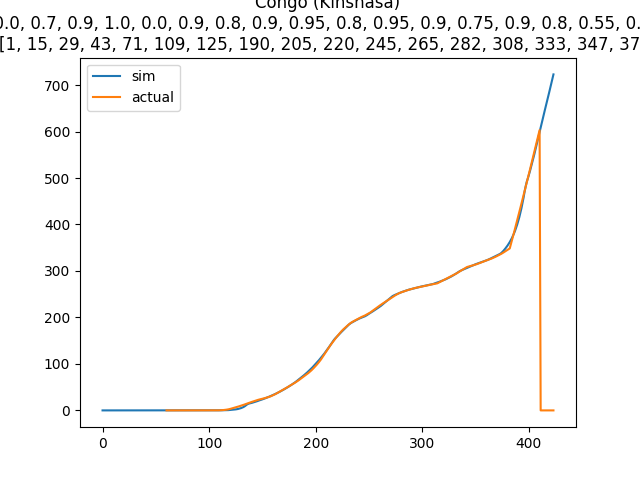 Congo (Kinshasa)
0.0, 0.7, 0.9, 1.0, 0.0, 0.9, 0.8, 0.9, 0.95, 0.8, 0.95, 0.9, 0.75, 0.9, 0.8, 0.55, 0.
[1, 15, 29, 43, 71, 109, 125, 190, 205, 220, 245, 265, 282, 308, 333, 347, 37
sim
actual
700
600
500
400
300
200
100
0
0 100 200 300 400